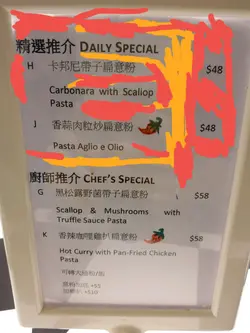 精選推介 DAILY SPECIAL
H 卡邦尼帶子扁意粉 $48
Carbonara with Scallop
Pasta
J 香蒜肉粒炒扁意粉 $48
Pasta Aglio e Olio
廚師推介 CHEF'S SPECIAL
G 黑松露野菌帶子扁意粉 $58
Scallop & Mushrooms with
Truffle Sauce Pasta
K 香辣咖喱雞扒扁意粉 $58
Hot Curry with Pan-Fried Chicken
Pasta